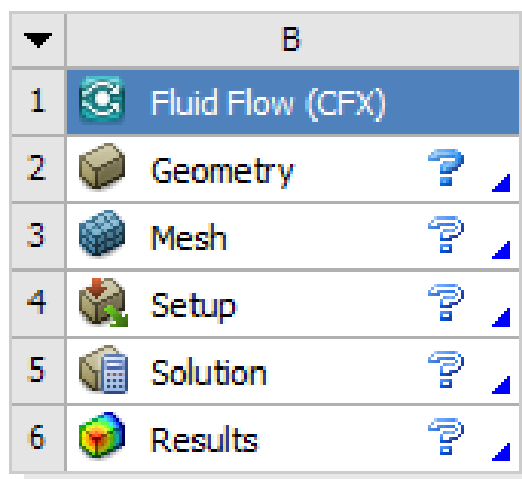 B
1 Fluid Flow (CFX)
2 Geometry ?
3 Mesh ?
4 Setup ?
5 Solution ?
6 Results ?